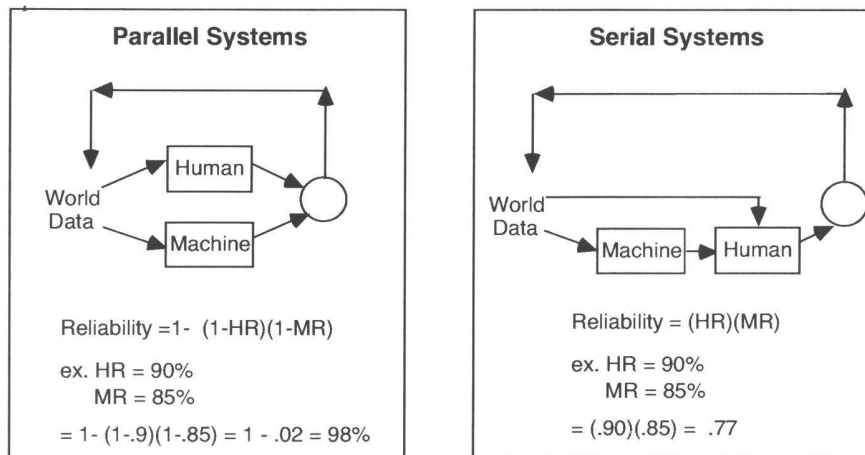 Parallel Systems
Human
World
Data
Machine
Reliability =1- (1-HR)(1-MR)
ex. HR = 90%
MR = 85%
= 1- (1-.9)(1-.85) = 1 - .02 = 98%
Serial Systems
World
Data
Machine
Human
Reliability = (HR)(MR)
ex. HR = 90%
MR = 85%
= (.90)(.85) = .77